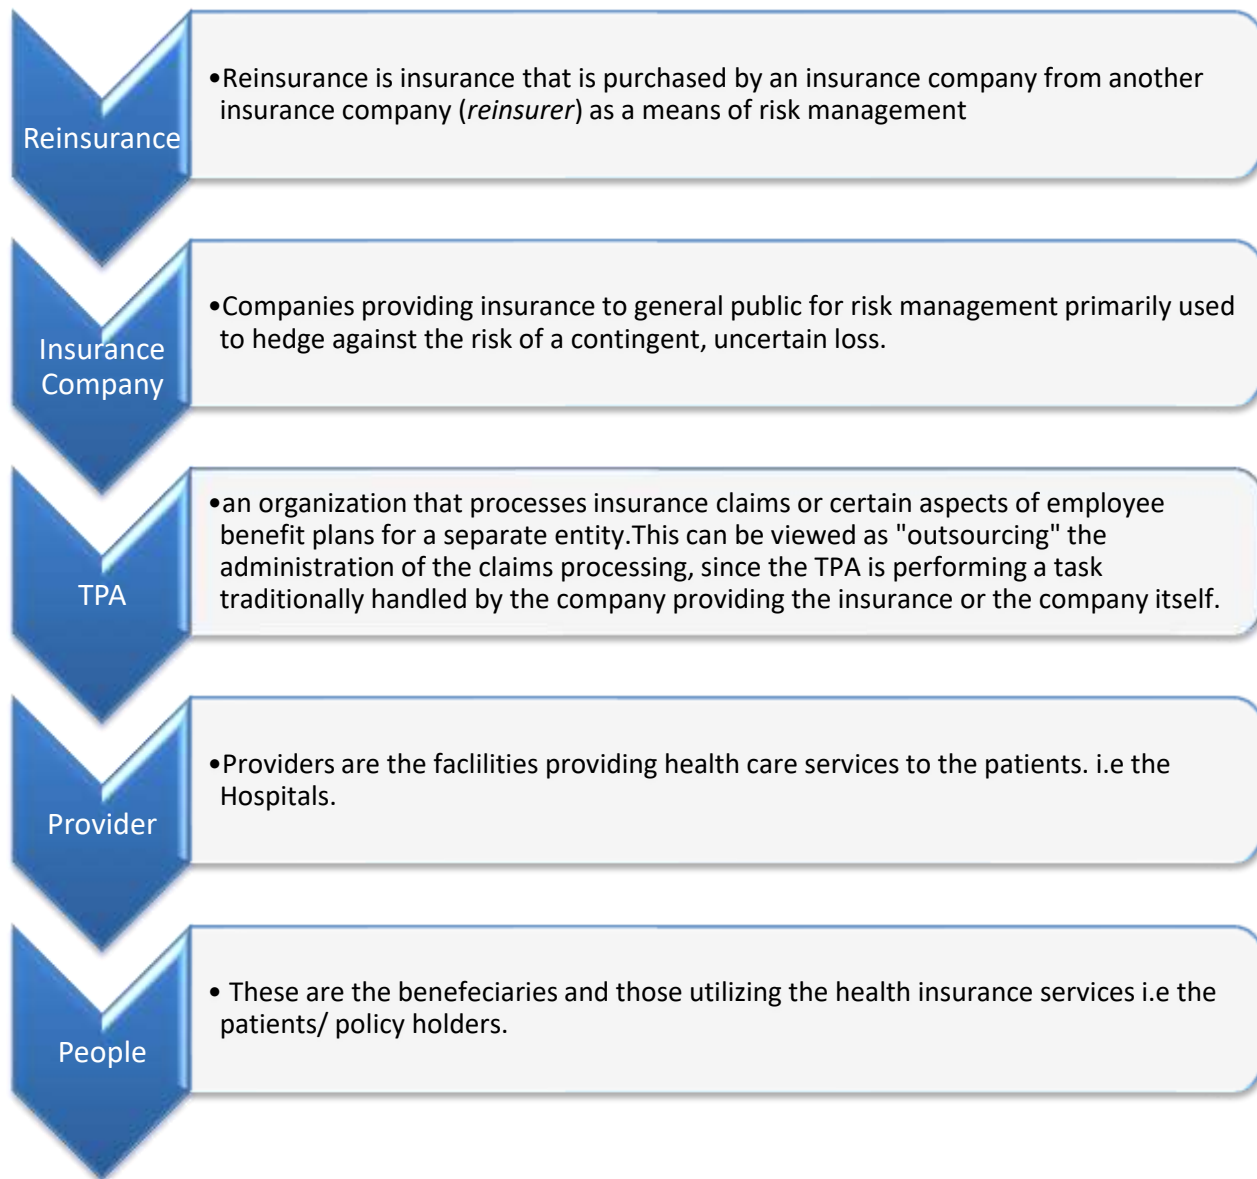 Reinsurance
•Reinsurance is insurance that is purchased by an insurance company from another
insurance company (reinsurer) as a means of risk management
Insurance
Company
•Companies providing insurance to general public for risk management primarily used
to hedge against the risk of a contingent, uncertain loss.
TPA
•an organization that processes insurance claims or certain aspects of employee
benefit plans for a separate entity.This can be viewed as "outsourcing" the
administration of the claims processing, since the TPA is performing a task
traditionally handled by the company providing the insurance or the company itself.
Provider
•Providers are the faclilities providing health care services to the patients. i.e the
Hospitals.
People
• These are the benefeciaries and those utilizing the health insurance services i.e the
patients/ policy holders.